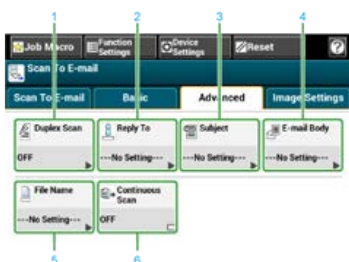 1 2 3 4
Job Macro Function Settings Device Settings Reset ?
Scan To E-mail
Scan To E-mail Basic Advanced Image Settings
Duplex Scan Reply To Subject E-mail Body
OFF ---No Setting--- ---No Setting--- ---No Setting---
File Name Continuous Scan
---No Setting--- OFF
5 6